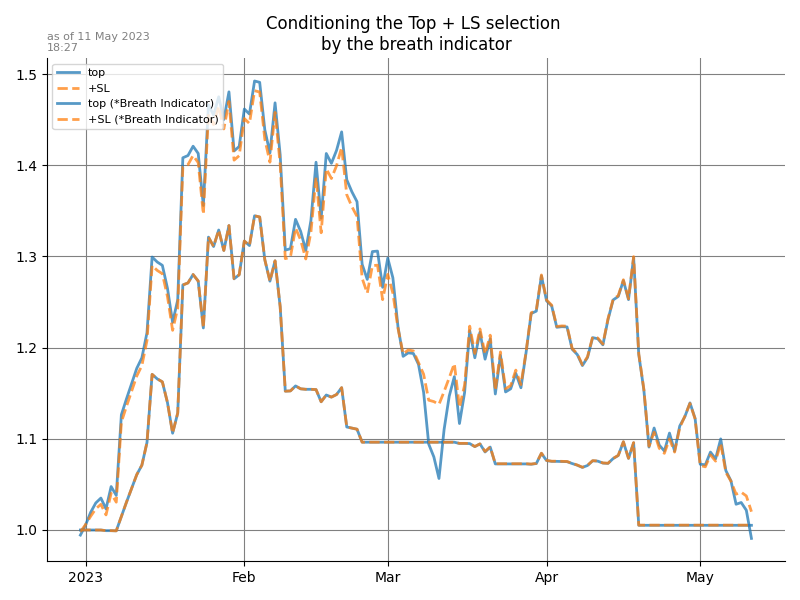 Conditioning the Top + LS selection
by the breath indicator
as of 11 May 2023
18:27
top
+SL
top (*Breath Indicator)
+SL (*Breath Indicator)
1.5
1.4
1.3
1.2
1.1
1.0
2023 Feb Mar Apr May